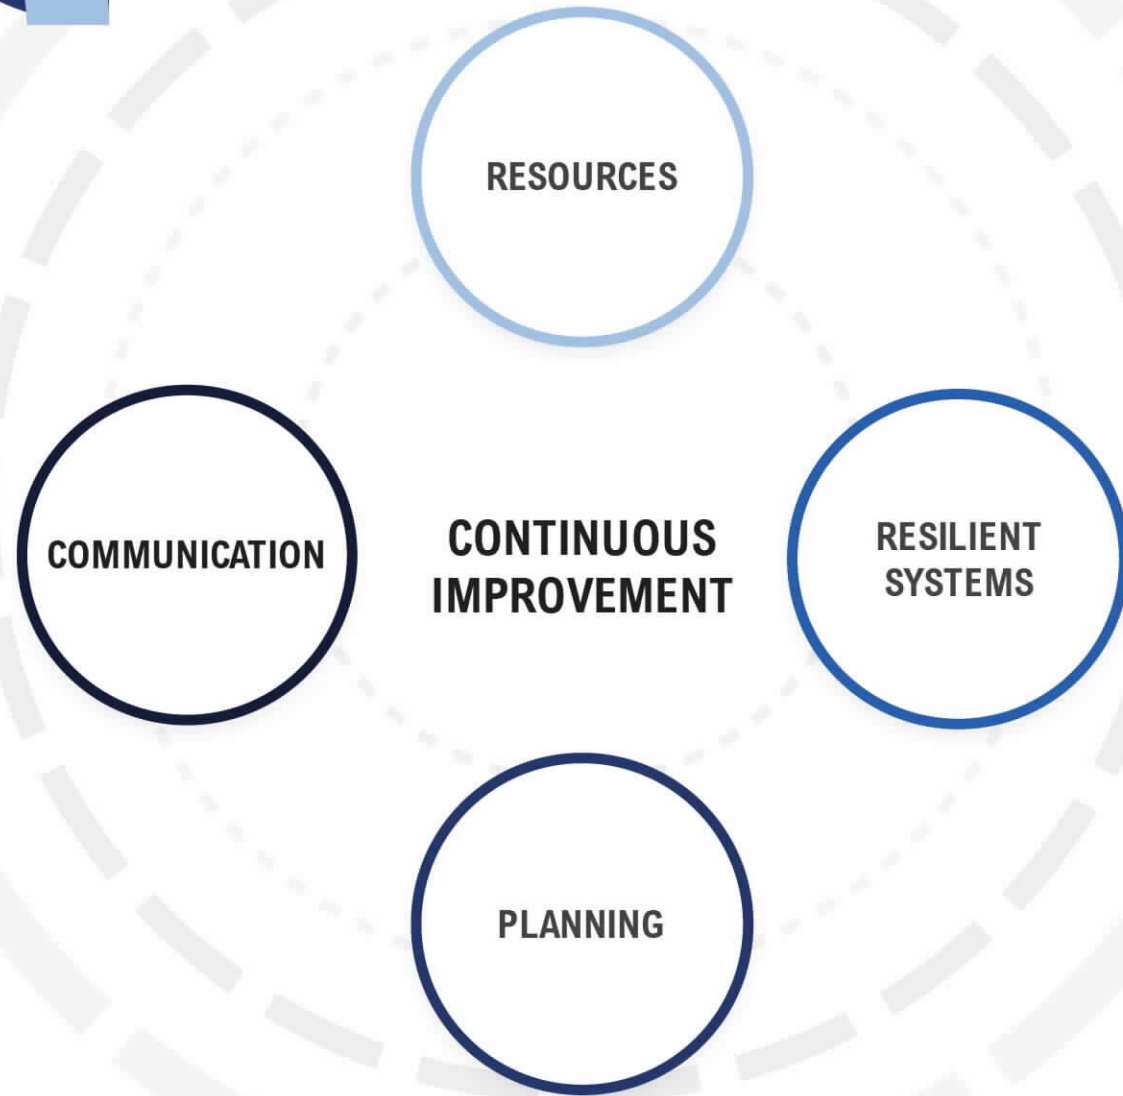 RESOURCES
COMMUNICATION
CONTINUOUS
IMPROVEMENT
RESILIENT
SYSTEMS
PLANNING